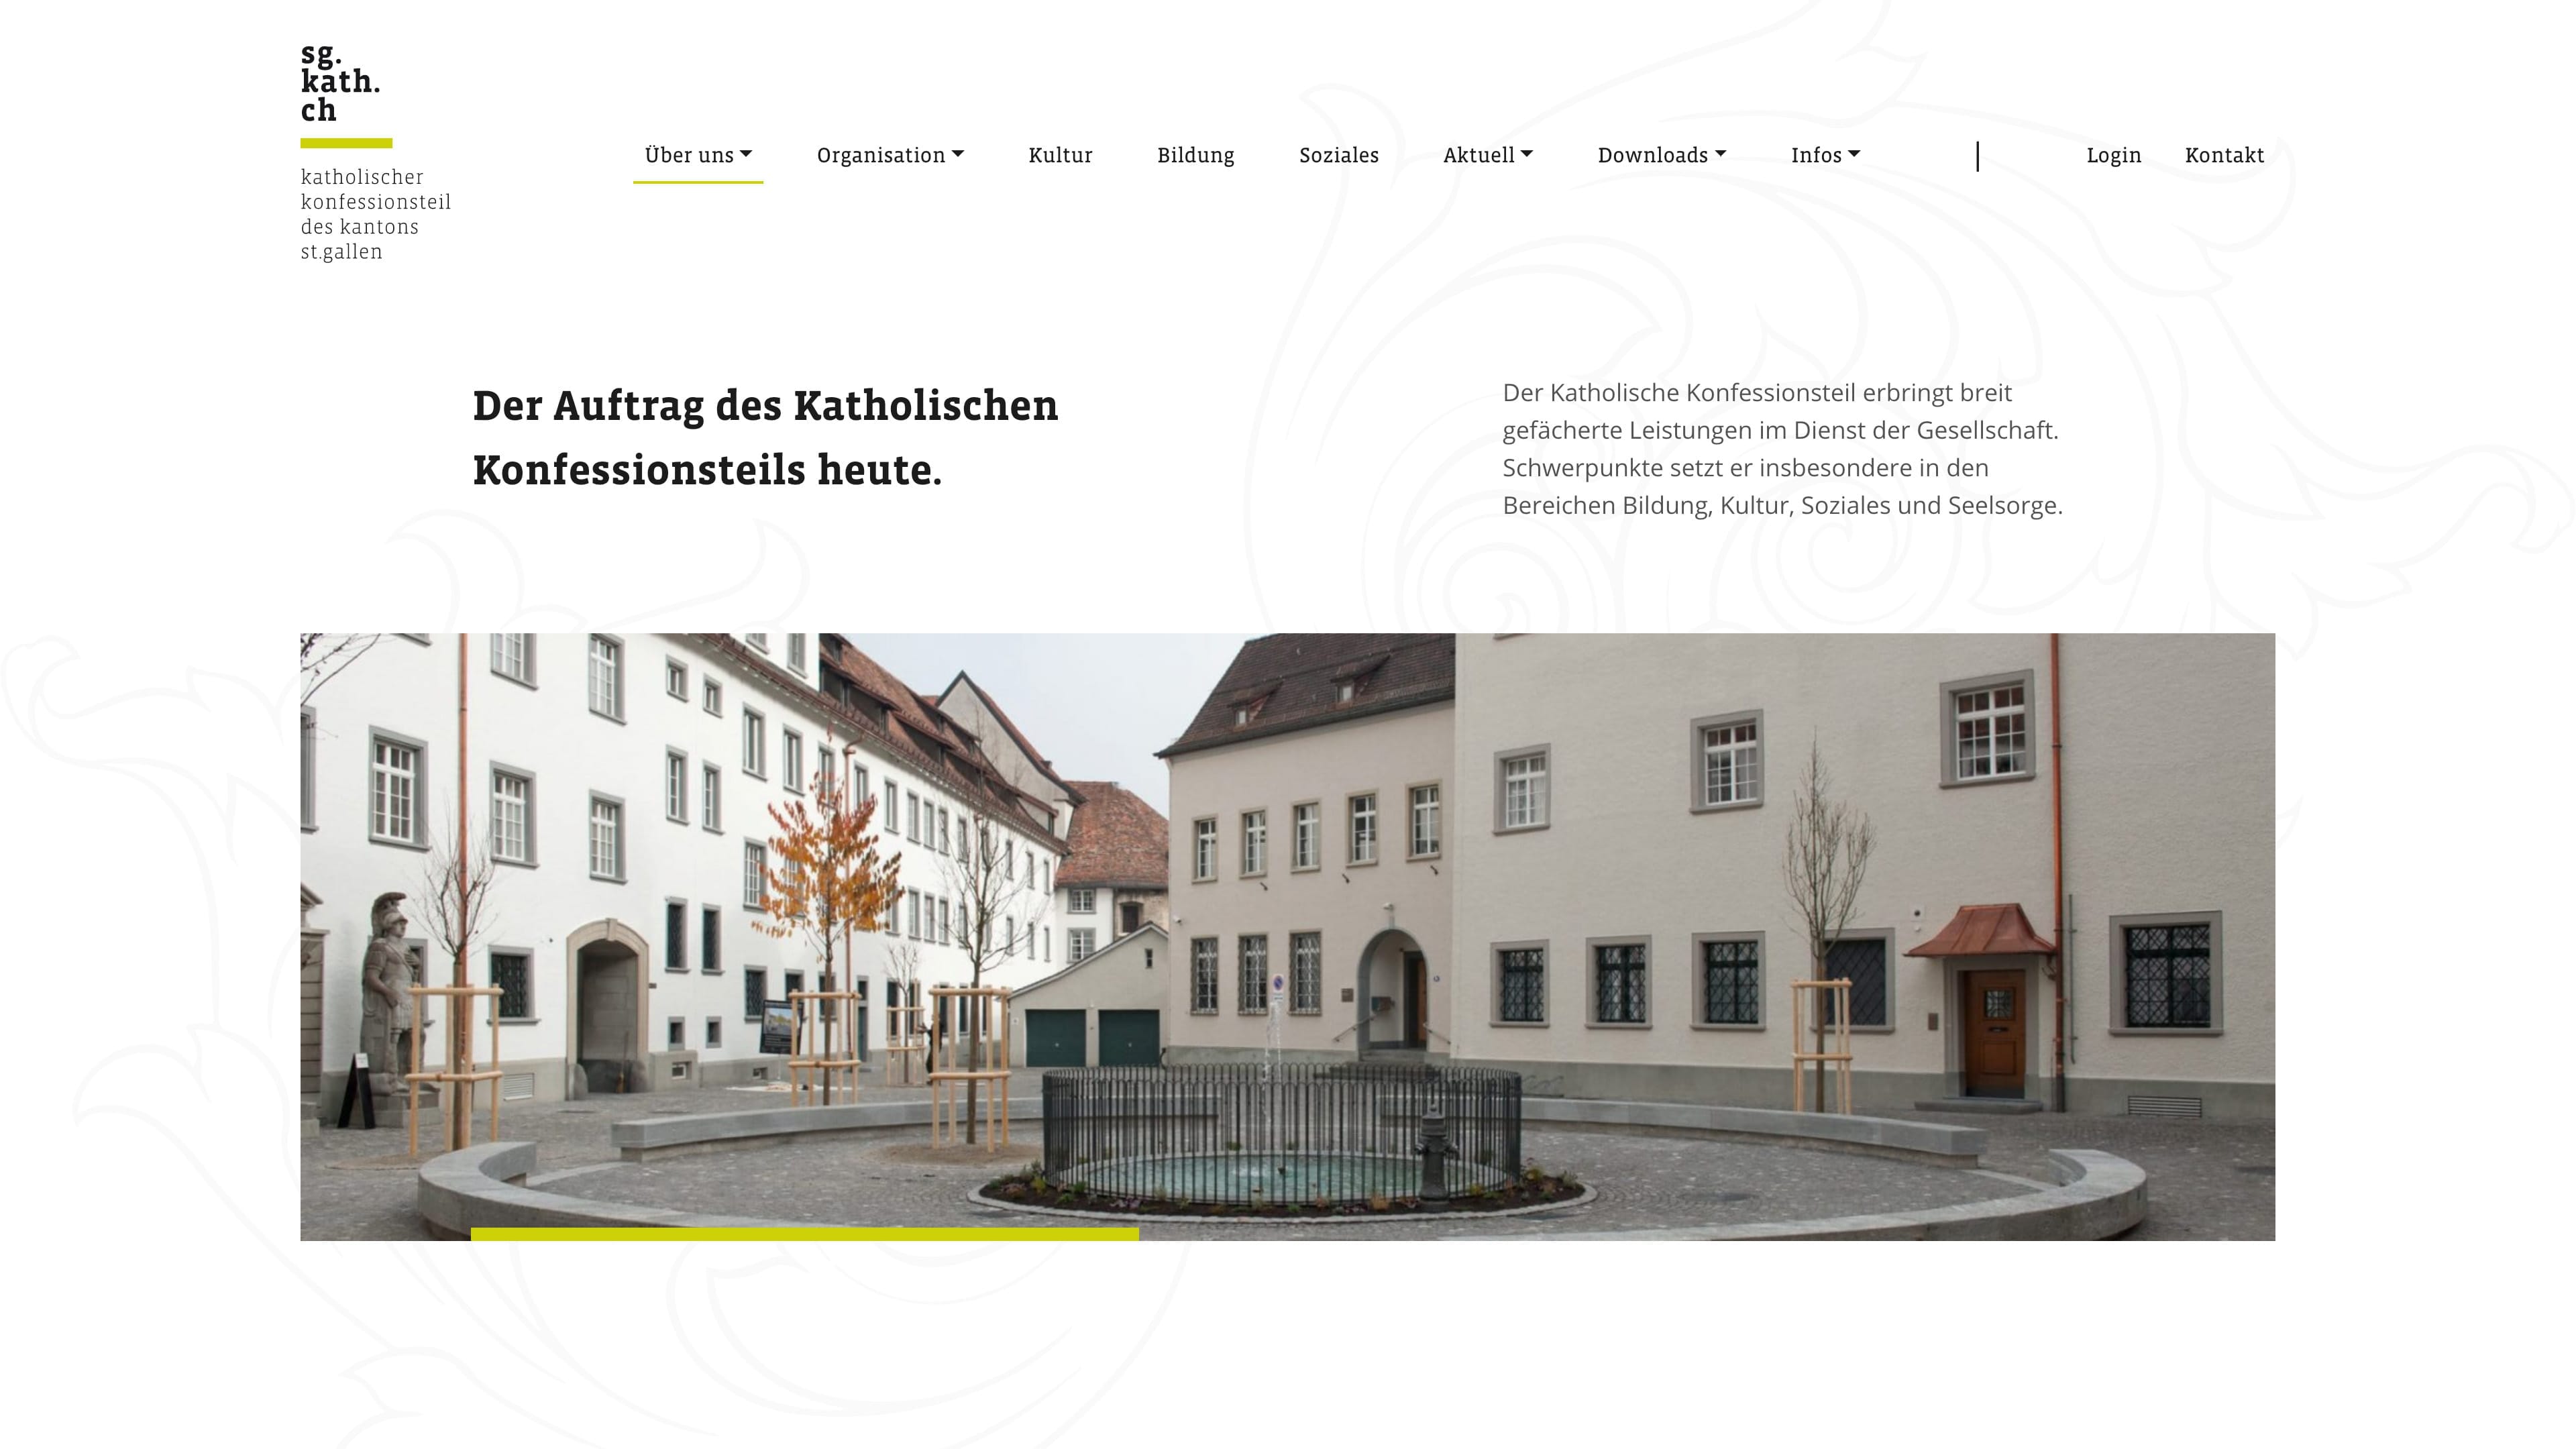 sg.
kath.
ch
katholischer
konfessionsteil
des kantons
st.gallen
Über uns
Organisation
Kultur
Bildung
Soziales
Aktuell
Downloads
Infos
Login
Kontakt
Der Auftrag des Katholischen
Konfessionsteils heute.
Der Katholische Konfessionsteil erbringt breit
gefächerte Leistungen im Dienst der Gesellschaft.
Schwerpunkte setzt er insbesondere in den
Bereichen Bildung, Kultur, Soziales und Seelsorge.